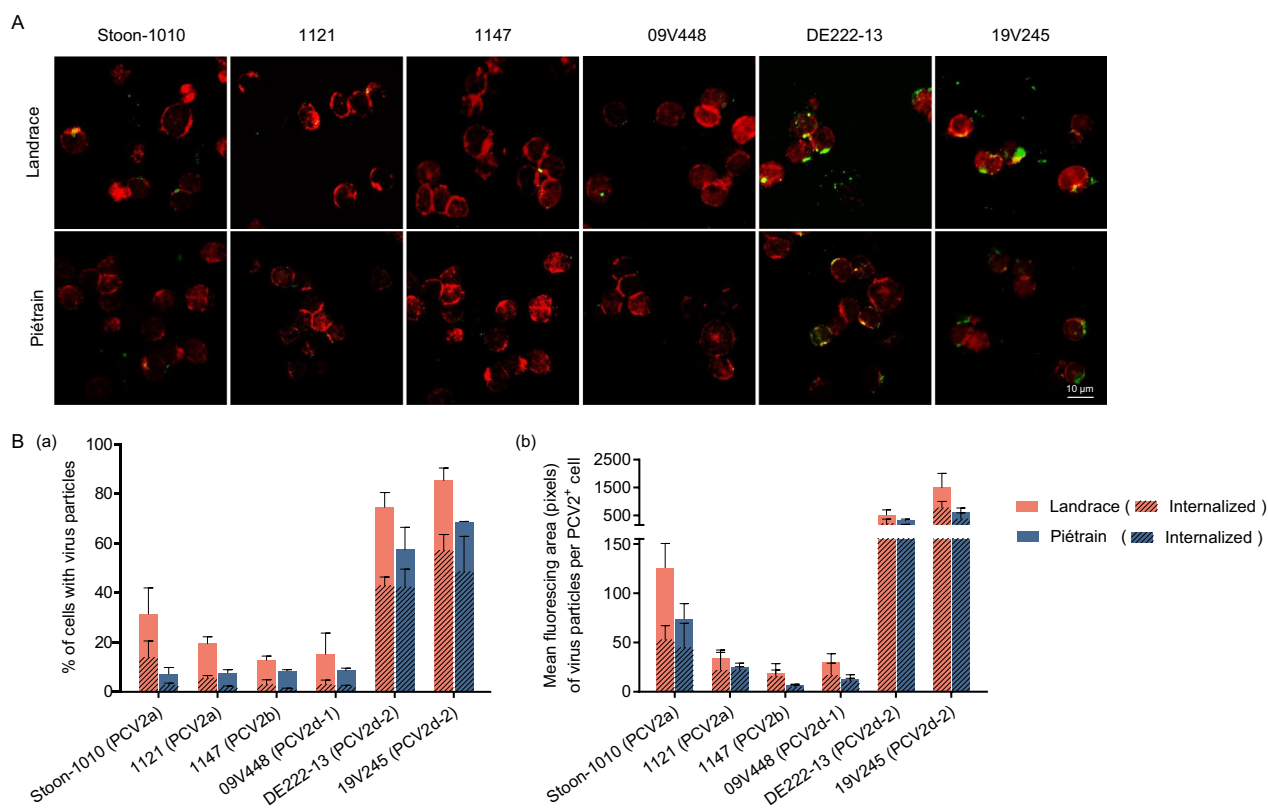 A
Stoon-1010 1121 1147 09V448 DE222-13 19V245
Landrace
Piétrain
10 µm
B (a)
% of cells with virus particles
100
80
60
40
20
0
Stoon-1010 (PCV2a)
1121 (PCV2a)
1147 (PCV2b)
09V448 (PCV2d-1)
DE222-13 (PCV2d-2)
19V245 (PCV2d-2)
(b)
Mean fluorescing area (pixels)
of virus particles per PCV2⁺ cell
2500
1500
500
150
100
50
0
Stoon-1010 (PCV2a)
1121 (PCV2a)
1147 (PCV2b)
09V448 (PCV2d-1)
DE222-13 (PCV2d-2)
19V245 (PCV2d-2)
Landrace ( Internalized )
Piétrain ( Internalized )